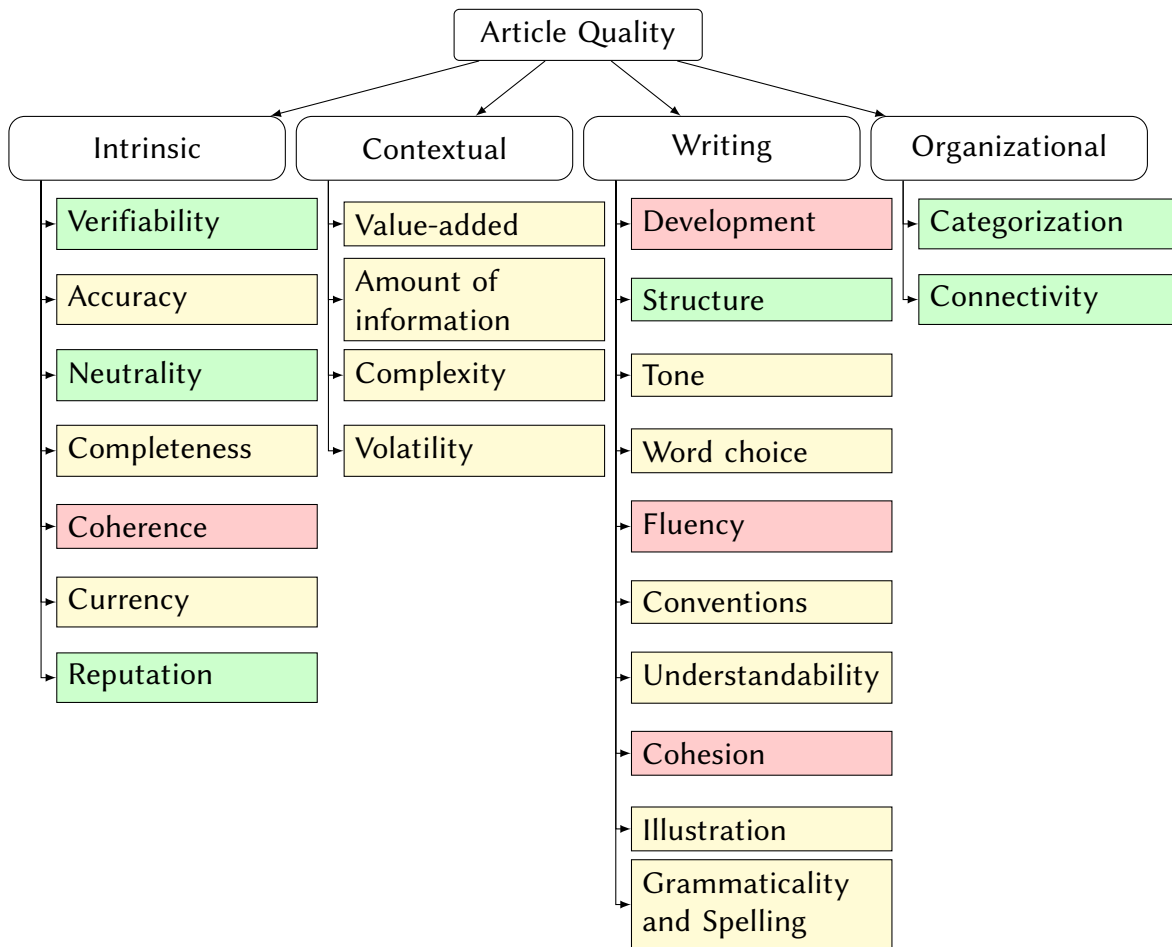 Article Quality
Intrinsic
Contextual
Writing
Organizational
Verifiability
Accuracy
Neutrality
Completeness
Coherence
Currency
Reputation
Value-added
Amount of
information
Complexity
Volatility
Development
Structure
Tone
Word choice
Fluency
Conventions
Understandability
Cohesion
Illustration
Grammaticality
and Spelling
Categorization
Connectivity